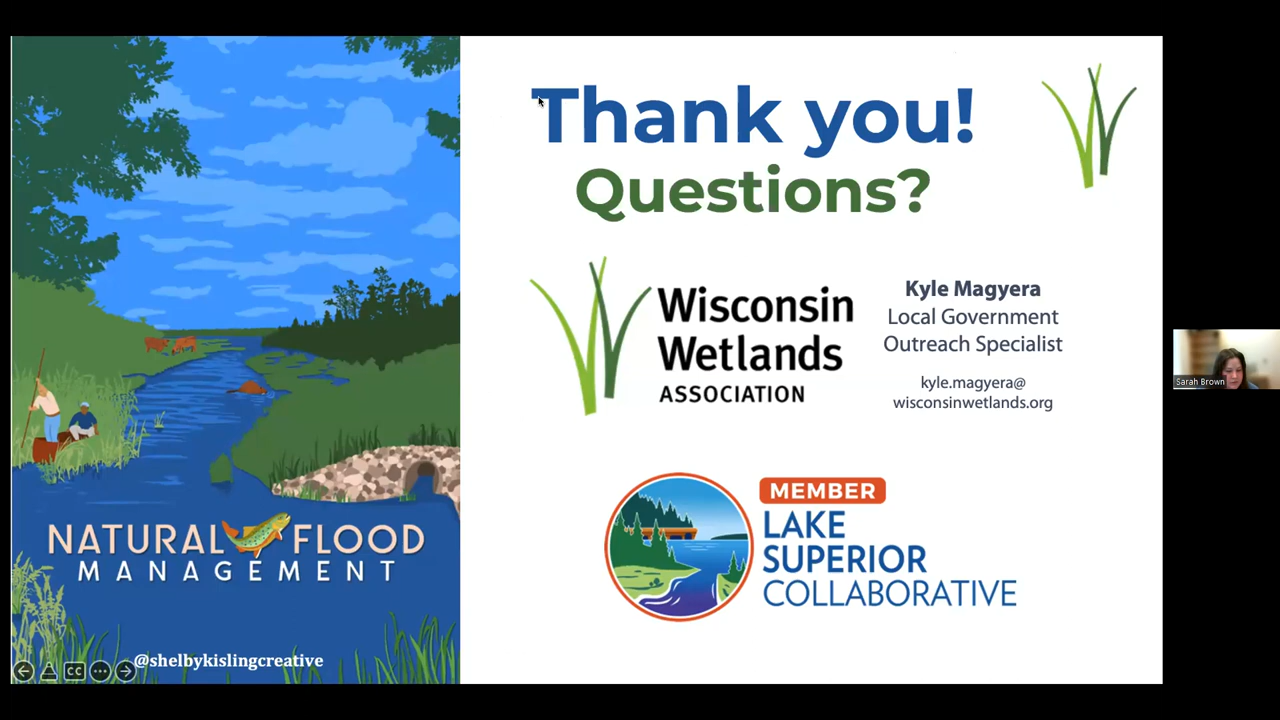 Thank you!
Questions?
Wisconsin
Wetlands
ASSOCIATION
Kyle Magyera
Local Government
Outreach Specialist
kyle.magyera@
wisconsinwetlands.org
MEMBER
LAKE
SUPERIOR
COLLABORATIVE
NATURAL FLOOD
MANAGEMENT
@shelbykislingcreative
CC
Sarah Brown